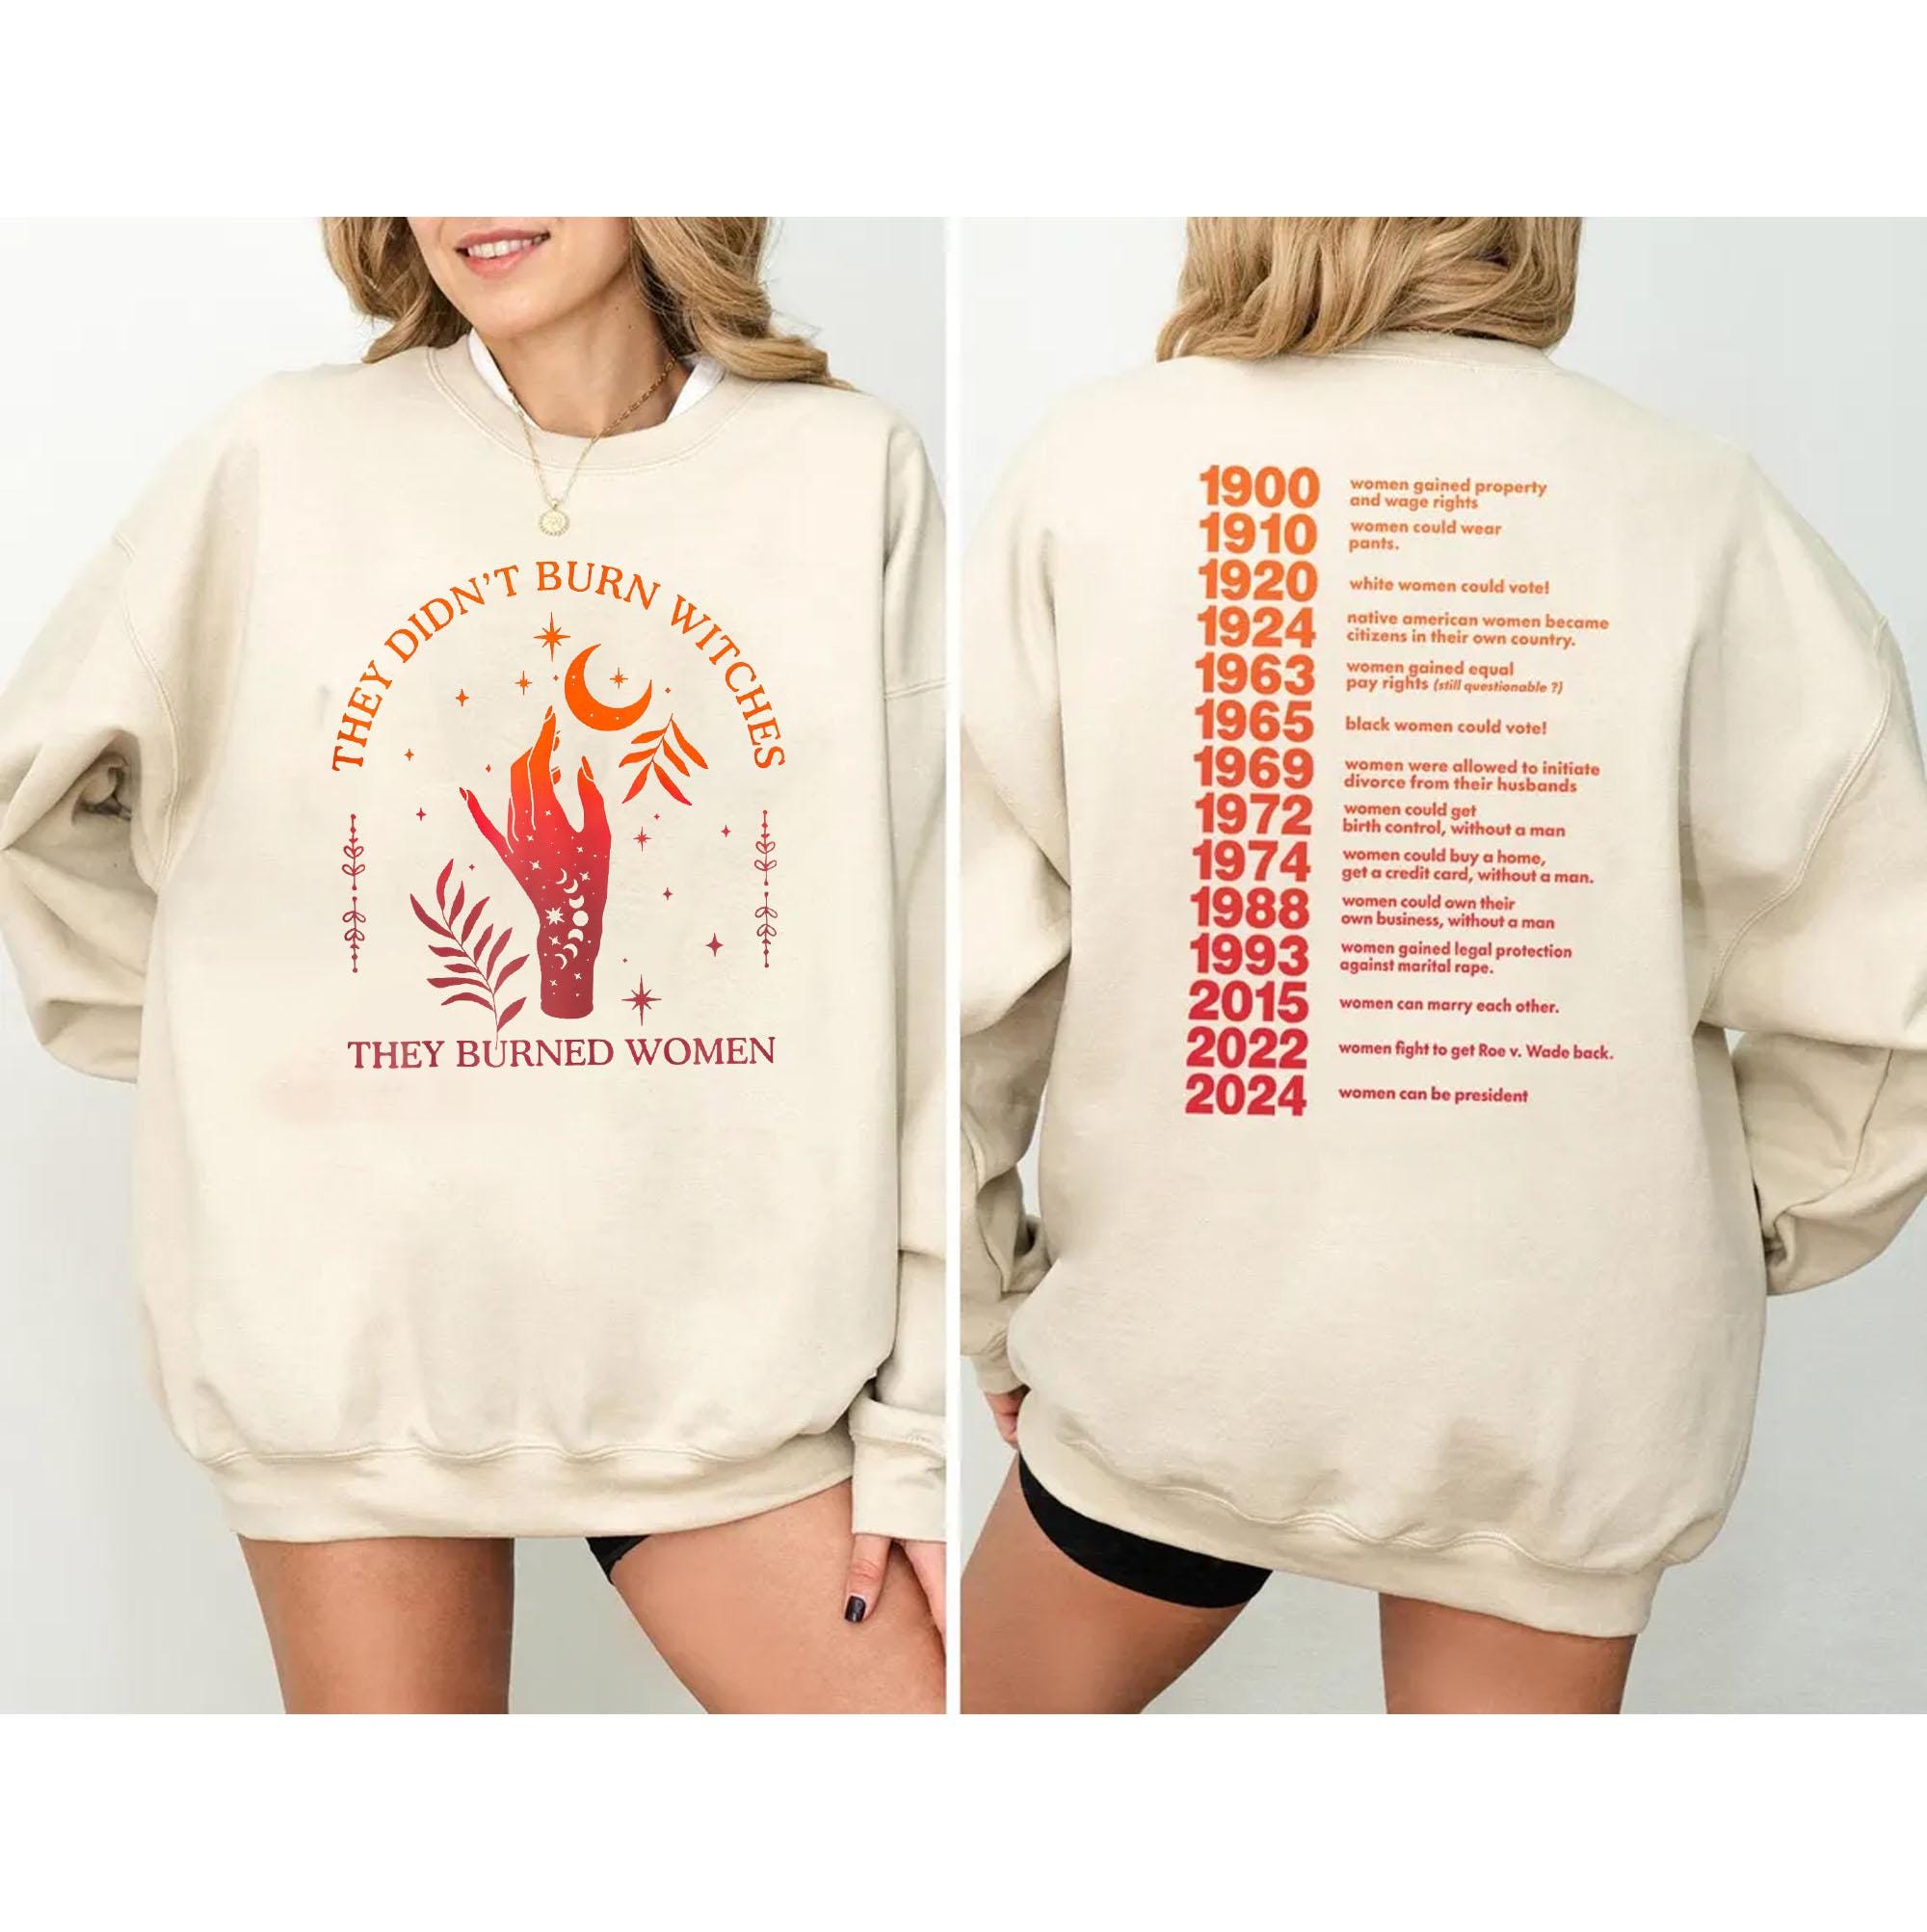 THEY DIDN'T BURN WITCHES
THEY BURNED WOMEN
1900 women gained property
and wage rights
1910 women could wear
pants.
1920 white women could vote!
1924 native american women became
citizens in their own country.
1963 women gained equal
pay rights (still questionable ?)
1965 black women could vote!
1969 women were allowed to initiate
divorce from their husbands
1972 women could get
birth control, without a man
1974 women could buy a home,
get a credit card, without a man.
1988 women could own their
own business, without a man
1993 women gained legal protection
against marital rape.
2015 women can marry each other.
2022 women fight to get Roe v. Wade back.
2024 women can be president